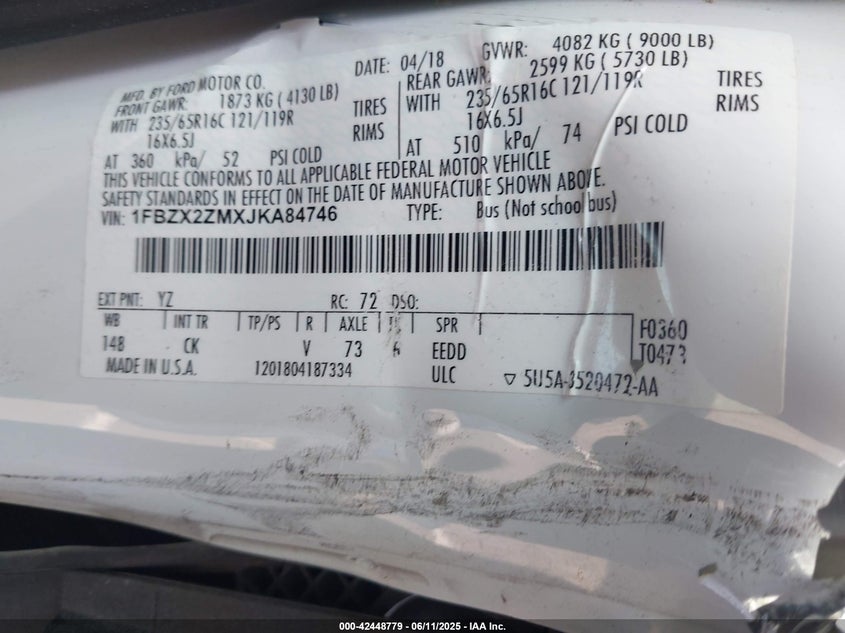 MFD. BY FORD MOTOR CO.
DATE: 04/18
GVWR: 4082 KG ( 9000 LB)
FRONT GAWR: 1873 KG ( 4130 LB)
REAR GAWR: 2599 KG ( 5730 LB)
WITH 235/65R16C 121/119R TIRES
WITH 235/65R16C 121/119R TIRES
16X6.5J RIMS
16X6.5J RIMS
AT 360 kPa/ 52 PSI COLD
AT 510 kPa/ 74 PSI COLD
THIS VEHICLE CONFORMS TO ALL APPLICABLE FEDERAL MOTOR VEHICLE
SAFETY STANDARDS IN EFFECT ON THE DATE OF MANUFACTURE SHOWN ABOVE.
VIN: 1FBZX2ZMXJKA84746 TYPE: Bus (Not school bus)
EXT PNT: YZ RC: 72 DSO:
WB INT TR TP/PS R AXLE SPR F0360
148 CK V 73 6 EEDD T0473
MADE IN U.S.A. 1201804187334 ULC ▽ 5U5A-3520472-AA
000-42448779 - 06/11/2025 - IAA Inc.